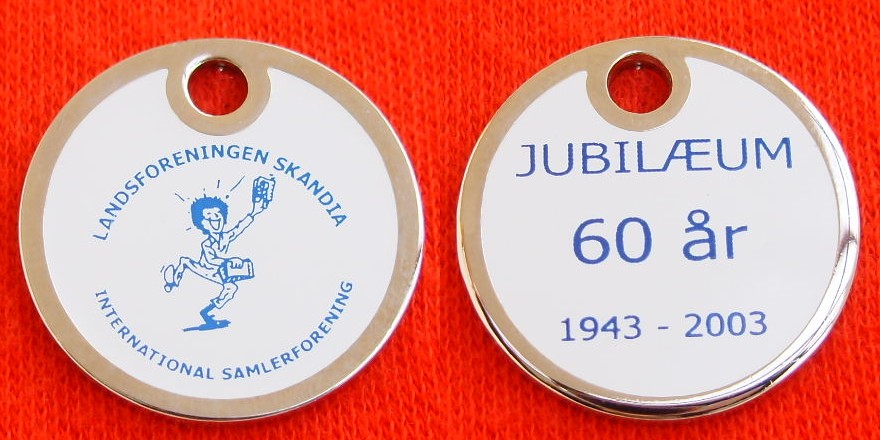 LANDSFORENINGEN SKANDIA
INTERNATIONAL SAMLERFORENING
JUBILÆUM
60 år
1943 - 2003